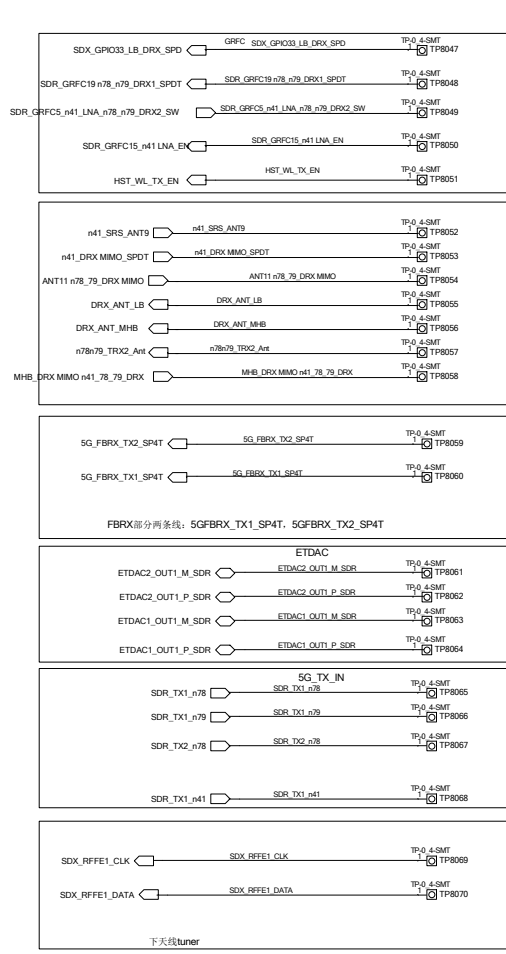 SDX_GPIO33_LB_DRX_SPD GRFC SDX_GPIO33_LB_DRX_SPD TP-0_4-SMT 1 TP8047
SDR_GRFC19 n78_n79_DRX1_SPDT SDR_GRFC19 n78_n79_DRX1_SPDT TP-0_4-SMT 1 TP8048
SDR_GRFC5_n41_LNA_n78_n79_DRX2_SW SDR_GRFC5_n41_LNA_n78_n79_DRX2_SW TP-0_4-SMT 1 TP8049
SDR_GRFC15_n41 LNA_EN SDR_GRFC15_n41 LNA_EN TP-0_4-SMT 1 TP8050
HST_WL_TX_EN HST_WL_TX_EN TP-0_4-SMT 1 TP8051
n41_SRS_ANT9 n41_SRS_ANT9 TP-0_4-SMT 1 TP8052
n41_DRX MIMO_SPDT n41_DRX MIMO_SPDT TP-0_4-SMT 1 TP8053
ANT11 n78_79_DRX MIMO ANT11 n78_79_DRX MIMO TP-0_4-SMT 1 TP8054
DRX_ANT_LB DRX_ANT_LB TP-0_4-SMT 1 TP8055
DRX_ANT_MHB DRX_ANT_MHB TP-0_4-SMT 1 TP8056
n78n79_TRX2_Ant n78n79_TRX2_Ant TP-0_4-SMT 1 TP8057
MHB_DRX MIMO n41_78_79_DRX MHB_DRX MIMO n41_78_79_DRX TP-0_4-SMT 1 TP8058
5G_FBRX_TX2_SP4T 5G_FBRX_TX2_SP4T TP-0_4-SMT 1 TP8059
5G_FBRX_TX1_SP4T 5G_FBRX_TX1_SP4T TP-0_4-SMT 1 TP8060
FBRX部分两条线：5GFBRX_TX1_SP4T，5GFBRX_TX2_SP4T
ETDAC
ETDAC2_OUT1_M_SDR ETDAC2_OUT1_M_SDR TP-0_4-SMT 1 TP8061
ETDAC2_OUT1_P_SDR ETDAC2_OUT1_P_SDR TP-0_4-SMT 1 TP8062
ETDAC1_OUT1_M_SDR ETDAC1_OUT1_M_SDR TP-0_4-SMT 1 TP8063
ETDAC1_OUT1_P_SDR ETDAC1_OUT1_P_SDR TP-0_4-SMT 1 TP8064
5G_TX_IN
SDR_TX1_n78 SDR_TX1_n78 TP-0_4-SMT 1 TP8065
SDR_TX1_n79 SDR_TX1_n79 TP-0_4-SMT 1 TP8066
SDR_TX2_n78 SDR_TX2_n78 TP-0_4-SMT 1 TP8067
SDR_TX1_n41 SDR_TX1_n41 TP-0_4-SMT 1 TP8068
SDX_RFFE1_CLK SDX_RFFE1_CLK TP-0_4-SMT 1 TP8069
SDX_RFFE1_DATA SDX_RFFE1_DATA TP-0_4-SMT 1 TP8070
下天线tuner